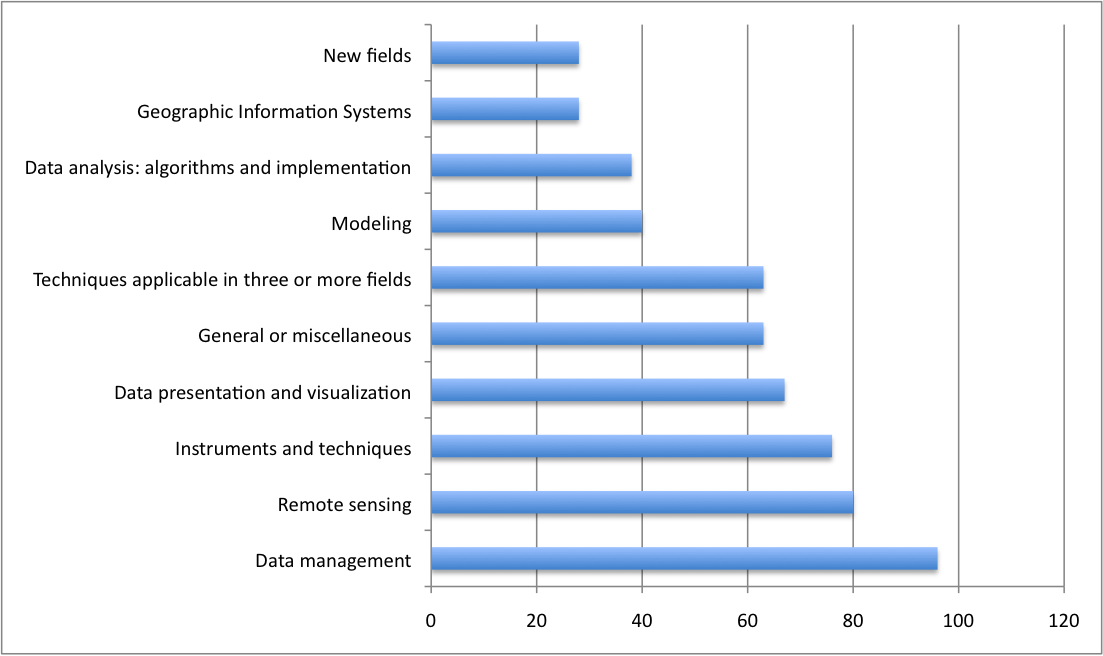 New fields
Geographic Information Systems
Data analysis: algorithms and implementation
Modeling
Techniques applicable in three or more fields
General or miscellaneous
Data presentation and visualization
Instruments and techniques
Remote sensing
Data management
0 20 40 60 80 100 120